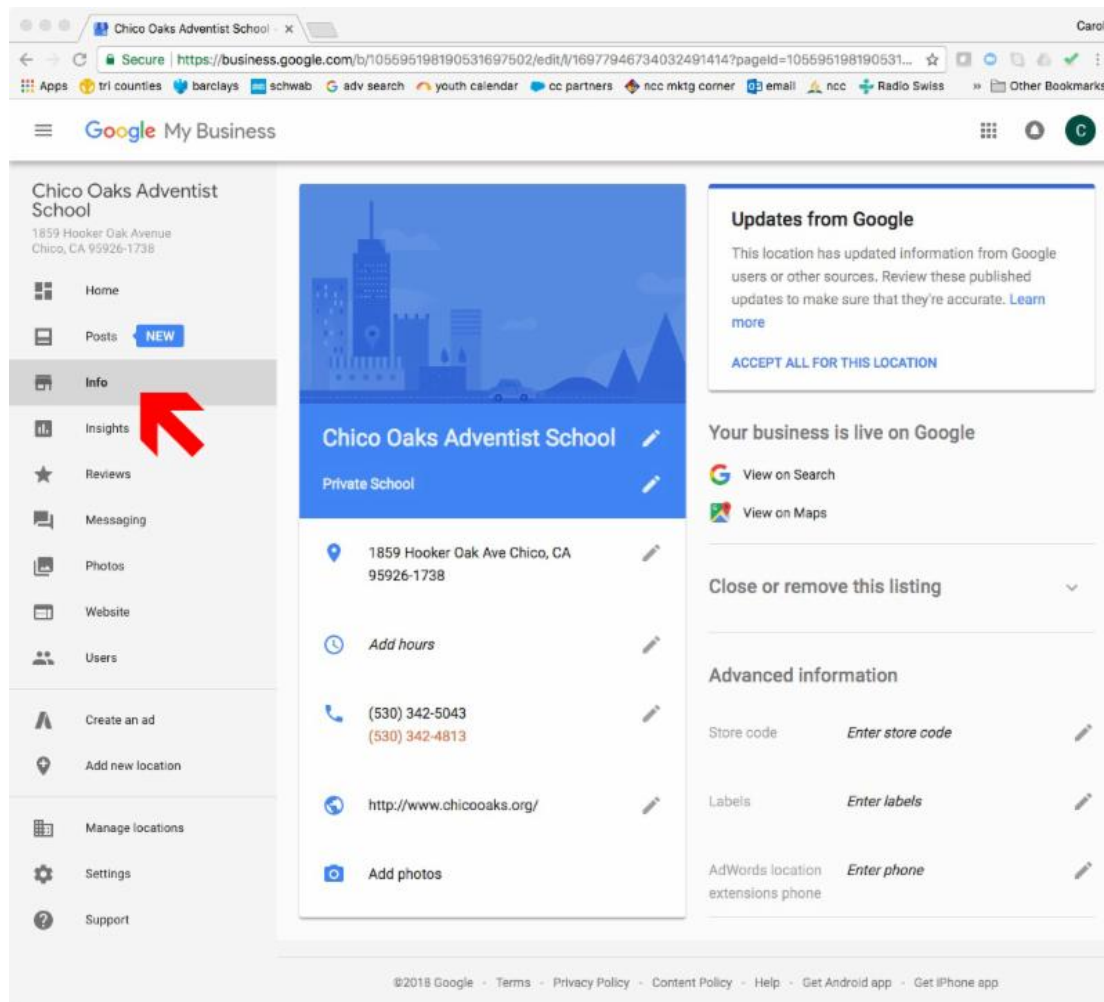 Chico Oaks Adventist School - ×
Carol
Secure | https://business.google.com/b/105595198190531697502/edit/l/16977946734032491414?pageId=105595198190531...
Apps tri counties barclays schwab adv search youth calendar cc partners ncc mktg corner email ncc Radio Swiss » Other Bookmarks
Google My Business
C
Chico Oaks Adventist
School
1859 Hooker Oak Avenue
Chico, CA 95926-1738
Home
Posts NEW
Info
Insights
Reviews
Messaging
Photos
Website
Users
Create an ad
Add new location
Manage locations
Settings
Support
Chico Oaks Adventist School
Private School
1859 Hooker Oak Ave Chico, CA
95926-1738
Add hours
(530) 342-5043
(530) 342-4813
http://www.chicooaks.org/
Add photos
Updates from Google
This location has updated information from Google
users or other sources. Review these published
updates to make sure that they're accurate. Learn
more
ACCEPT ALL FOR THIS LOCATION
Your business is live on Google
View on Search
View on Maps
Close or remove this listing
Advanced information
Store code Enter store code
Labels Enter labels
AdWords location Enter phone
extensions phone
©2018 Google - Terms - Privacy Policy - Content Policy - Help - Get Android app - Get iPhone app